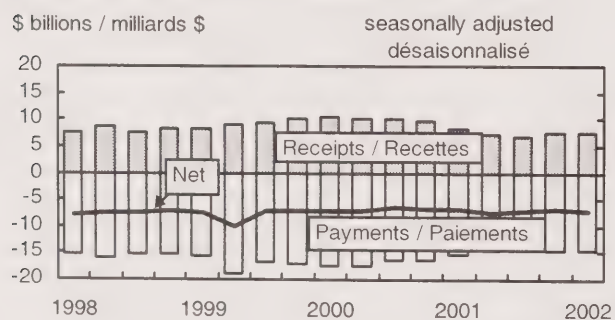 $ billions / milliards $
seasonally adjusted
désaisonnalisé
20
15
10
5
0
-5
-10
-15
-20
Receipts / Recettes
Net
Payments / Paiements
1998 1999 2000 2001 2002